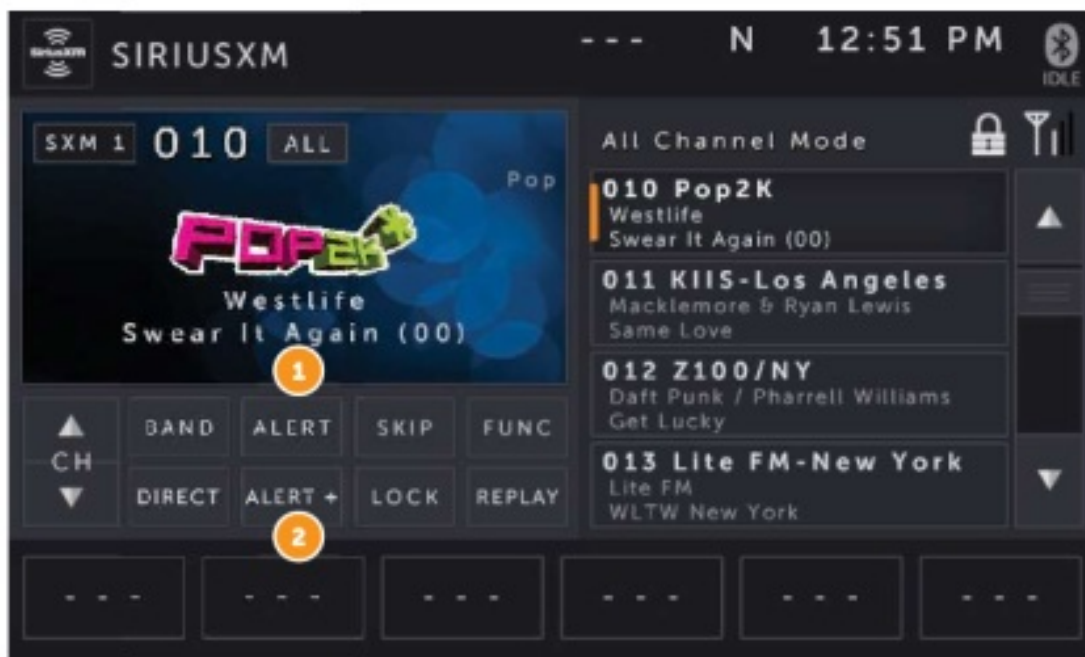 SiriusXM
SIRIUSXM
--- N 12:51 PM
IDLE
SXM 1 010 ALL
Pop
POP2K
Westlife
Swear It Again (00)
1
CH
BAND ALERT SKIP FUNC
DIRECT ALERT + LOCK REPLAY
2
All Channel Mode
010 Pop2K
Westlife
Swear It Again (00)
011 KIIS-Los Angeles
Macklemore & Ryan Lewis
Same Love
012 Z100/NY
Daft Punk / Pharrell Williams
Get Lucky
013 Lite FM-New York
Lite FM
WLTW New York
--- --- --- --- --- ---